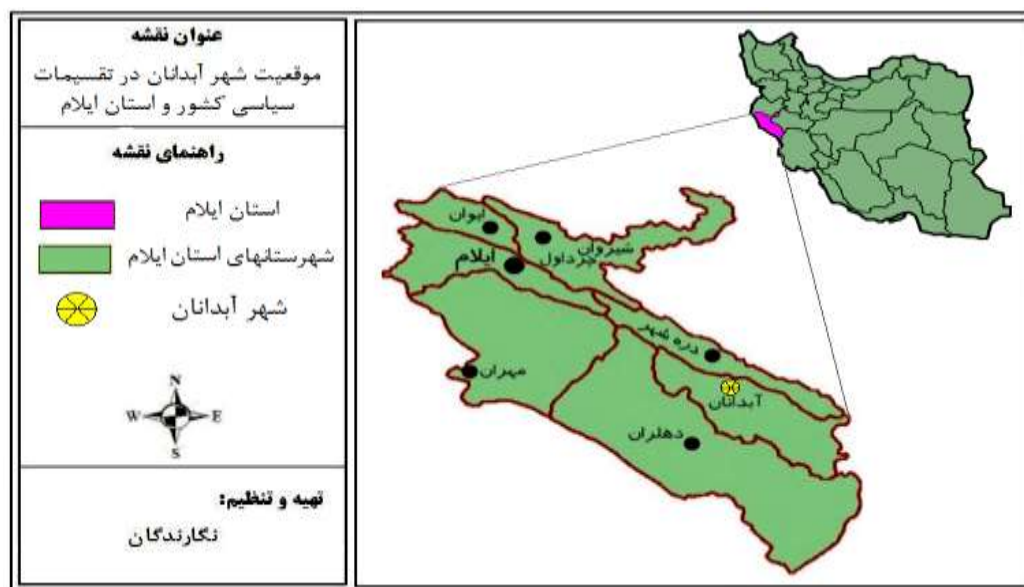 عنوان نقشه
موقعیت شهر آبدانان در تقسیمات
سیاسی کشور و استان ایلام
راهنمای نقشه
استان ایلام
شهرستانهای استان ایلام
شهر آبدانان
N
W E
S
تهیه و تنظیم:
نگارندگان
ایوان
شیروان
چرداول
ایلام
دره شهر
مهران
آبدانان
دهلران